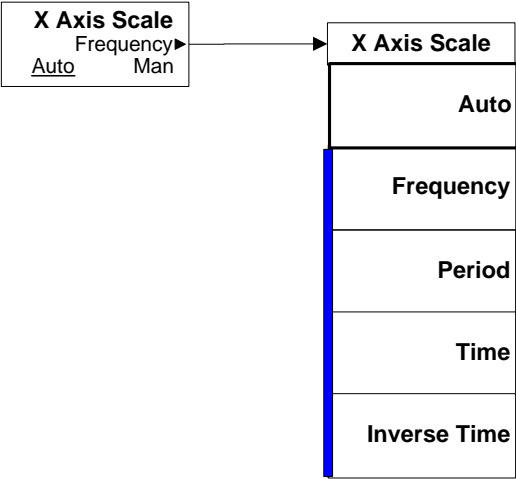 X Axis Scale
Frequency
Auto Man
X Axis Scale
Auto
Frequency
Period
Time
Inverse Time